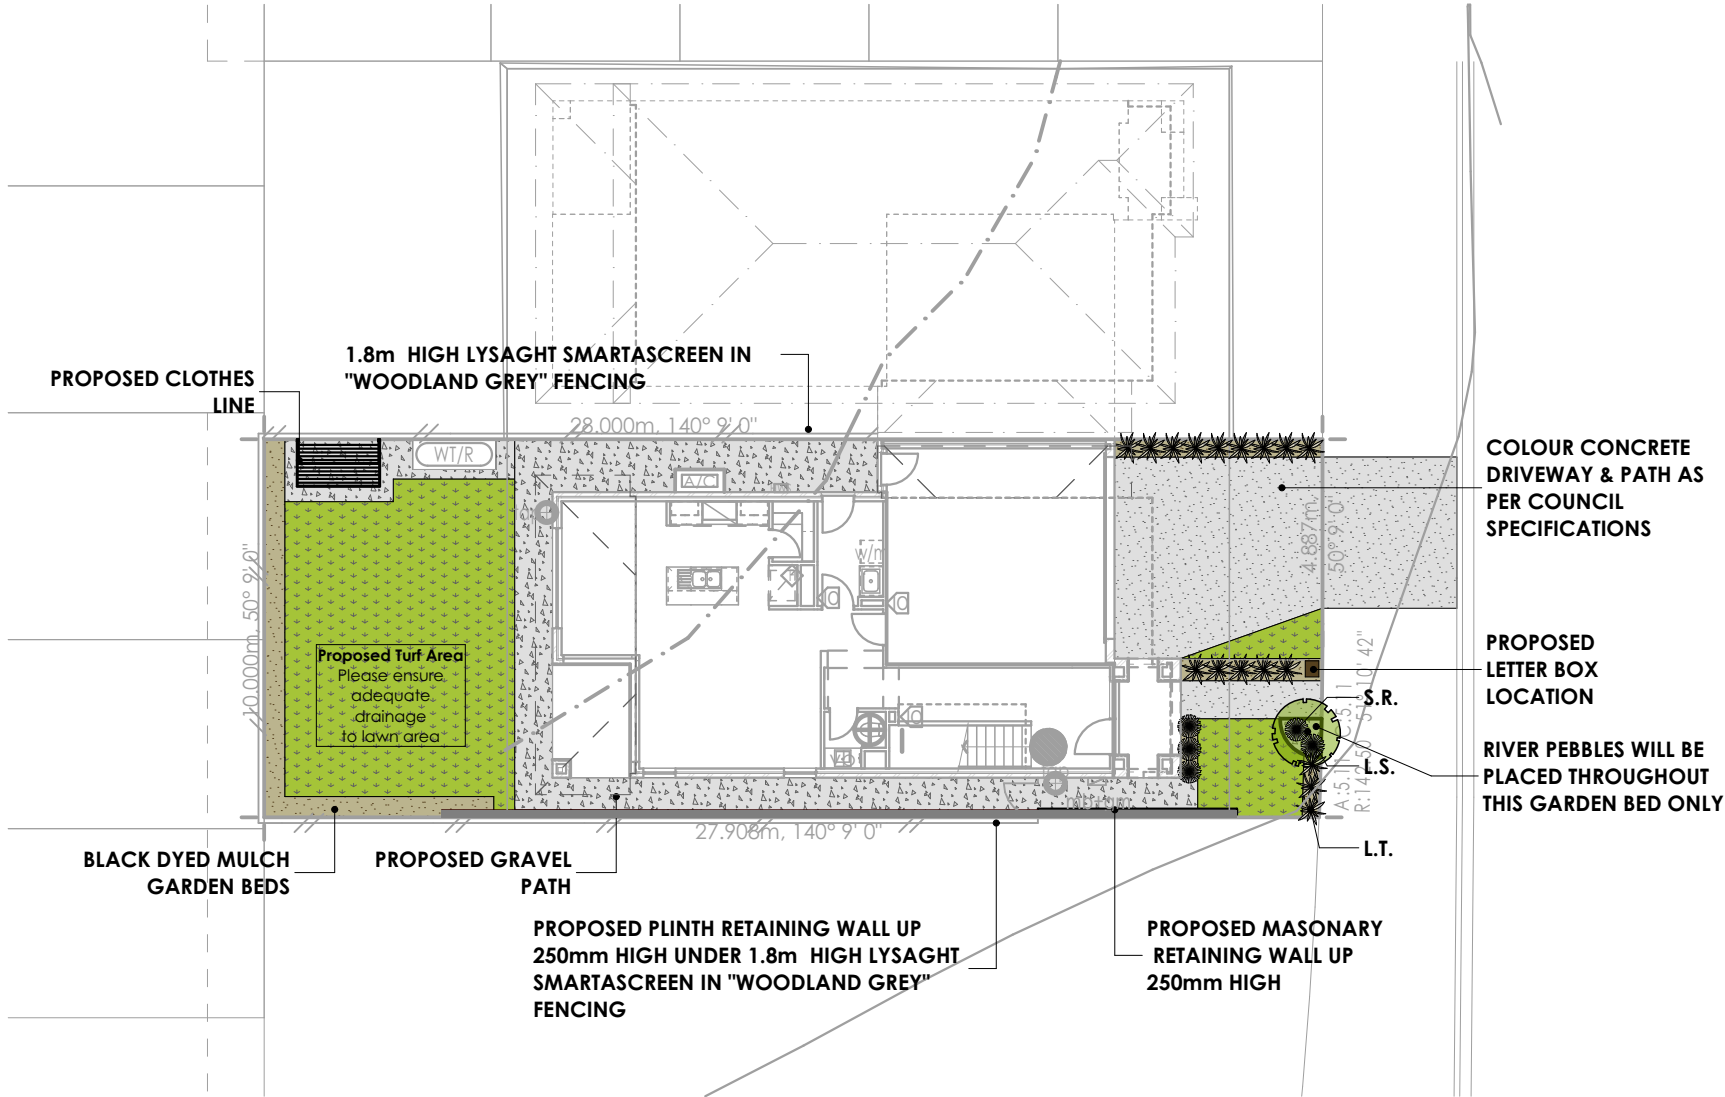 1.8m HIGH LYSAGHT SMARTASCREEN IN
"WOODLAND GREY" FENCING
PROPOSED CLOTHES
LINE
28.000m, 140° 9' 0"
WT/R
A/C
COLOUR CONCRETE
DRIVEWAY & PATH AS
PER COUNCIL
SPECIFICATIONS
4.887m
50° 9' 0"
10.000m, 50° 9' 0"
w/m
Proposed Turf Area
Please ensure
adequate
drainage
to lawn area
PROPOSED
LETTER BOX
LOCATION
S.R.
L.S.
RIVER PEBBLES WILL BE
PLACED THROUGHOUT
THIS GARDEN BED ONLY
27.908m, 140° 9' 0"
L.T.
BLACK DYED MULCH
GARDEN BEDS
PROPOSED GRAVEL
PATH
PROPOSED PLINTH RETAINING WALL UP
250mm HIGH UNDER 1.8m HIGH LYSAGHT
SMARTASCREEN IN "WOODLAND GREY"
FENCING
PROPOSED MASONARY
RETAINING WALL UP
250mm HIGH